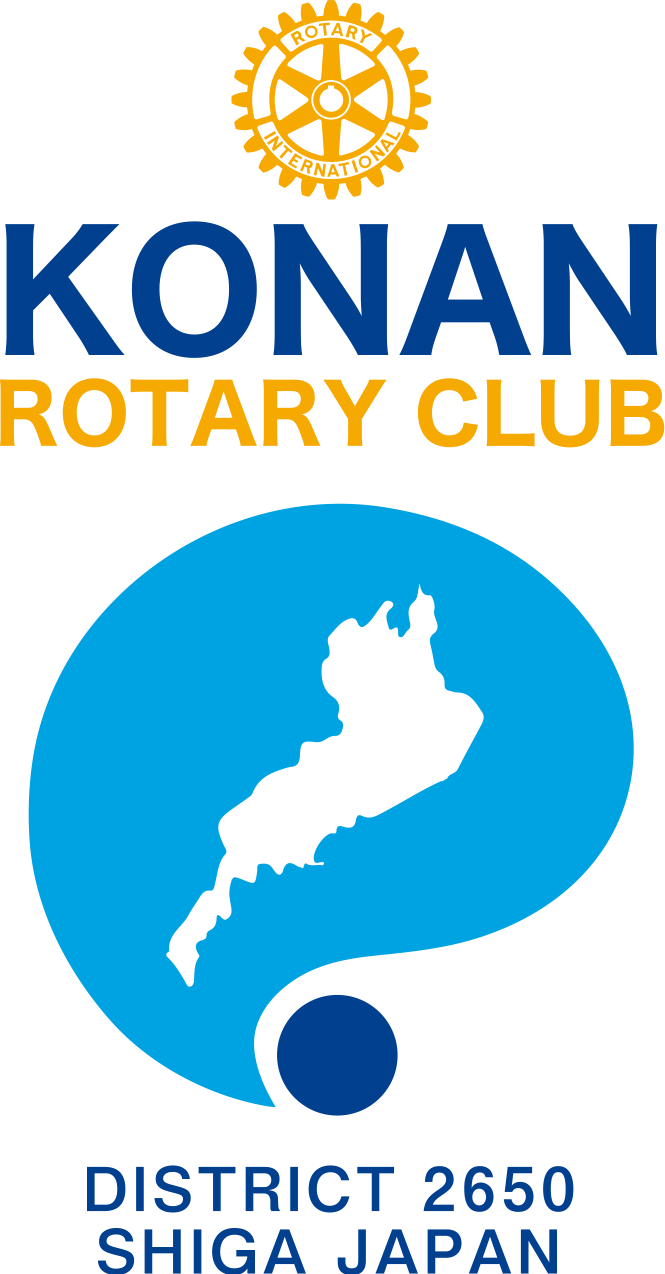 ROTARY
INTERNATIONAL
KONAN
ROTARY CLUB
DISTRICT 2650
SHIGA JAPAN